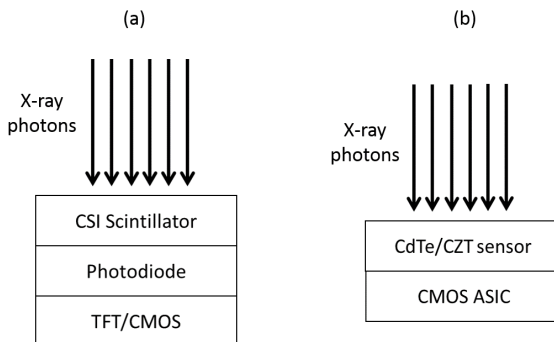 (a)
X-ray
photons
CSI Scintillator
Photodiode
TFT/CMOS
(b)
X-ray
photons
CdTe/CZT sensor
CMOS ASIC